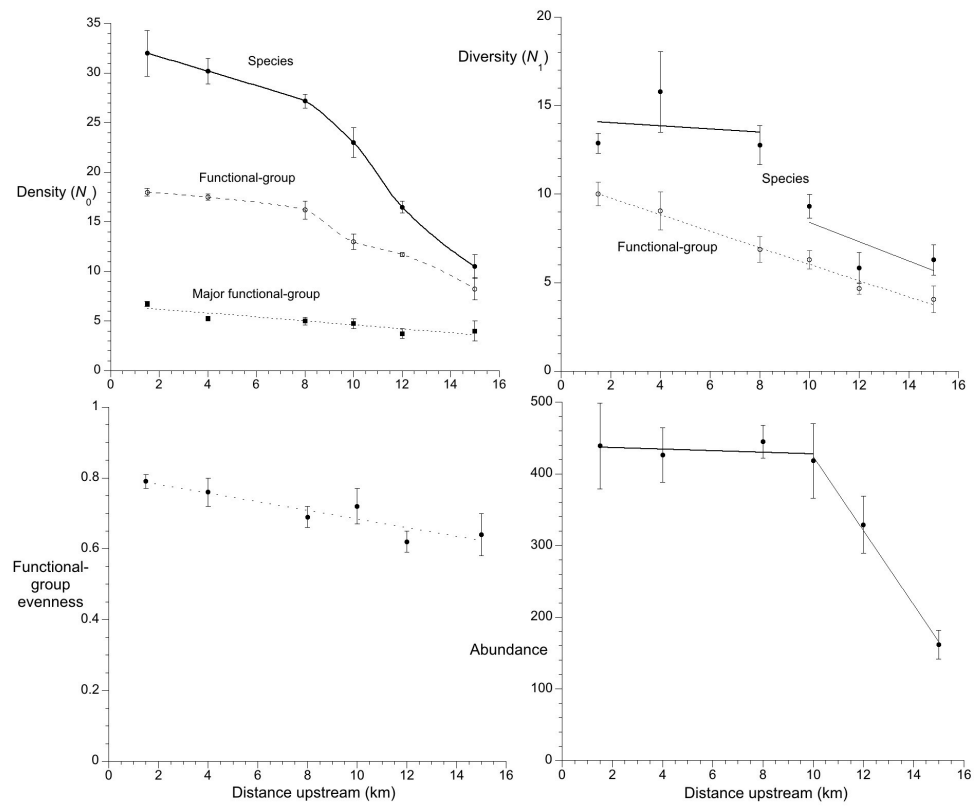 35
30
25
20
15
10
5
0
Density (N0)
Species
Functional-group
Major functional-group
0 2 4 6 8 10 12 14 16
20
15
10
5
0
Diversity (N1)
Species
Functional-group
0 2 4 6 8 10 12 14 16
1
0.8
0.6
0.4
0.2
0
Functional-
group
evenness
0 2 4 6 8 10 12 14 16
Distance upstream (km)
500
400
300
200
100
0
Abundance
0 2 4 6 8 10 12 14 16
Distance upstream (km)